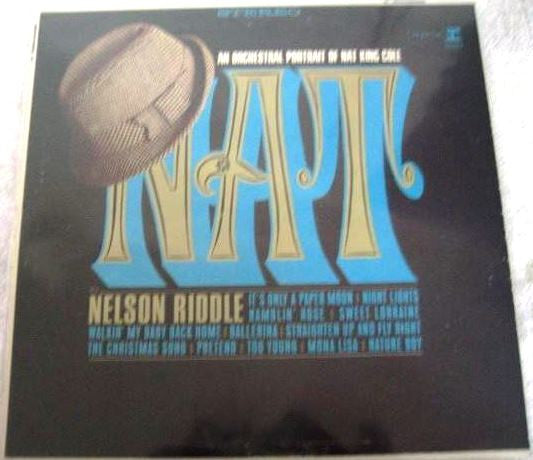 STEREO
AN ORCHESTRAL PORTRAIT OF NAT KING COLE
NAT
NELSON RIDDLE IT'S ONLY A PAPER MOON : NIGHT LIGHTS
RAMBLIN' ROSE : SWEET LORRAINE
WALKIN' MY BABY BACK HOME : BALLERINA : STRAIGHTEN UP AND FLY RIGHT
THE CHRISTMAS SONG : PRETEND : TOO YOUNG : MONA LISA : NATURE BOY